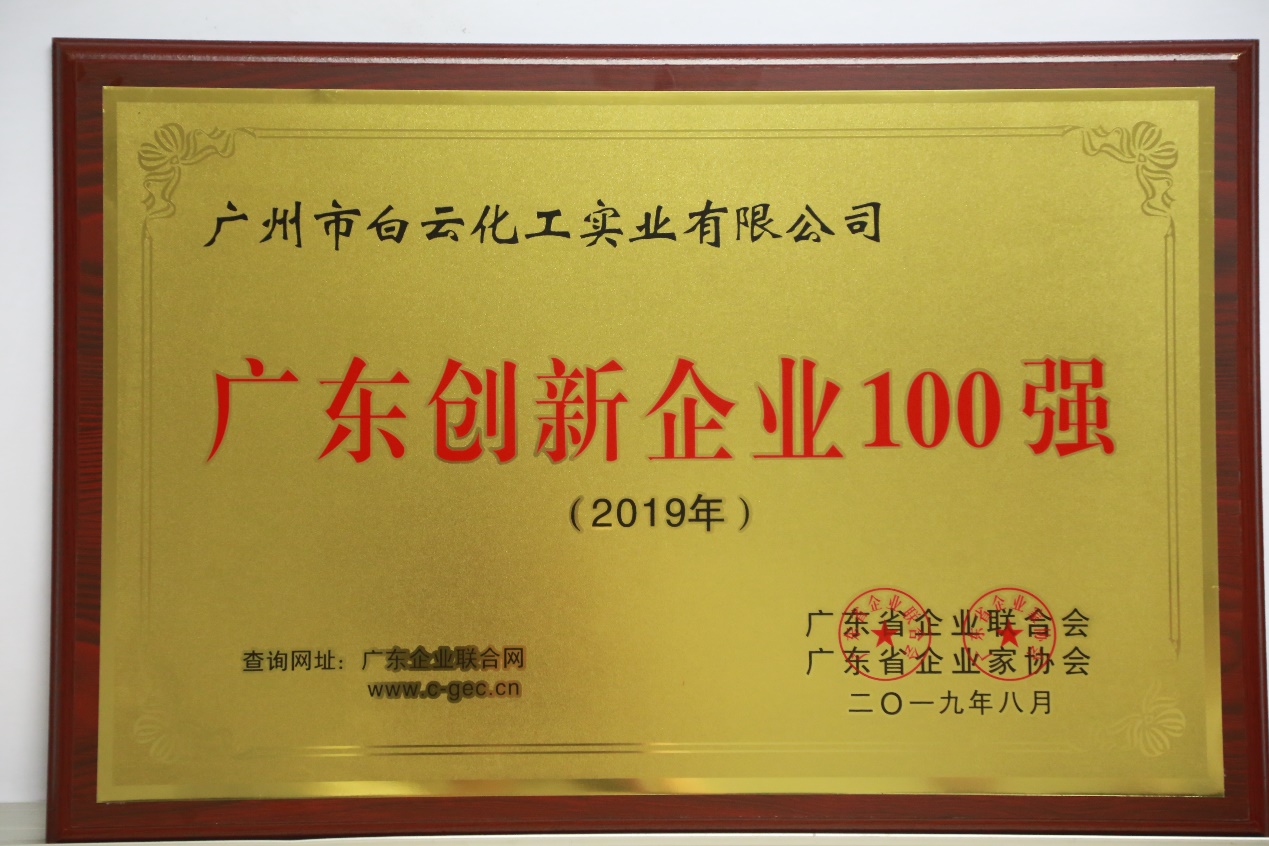 广州市白云化工实业有限公司
广东创新企业100强
（2019年）
查询网址：广东企业联合网
www.c-gec.cn
广东省企业联合会
广东省企业家协会
二〇一九年八月